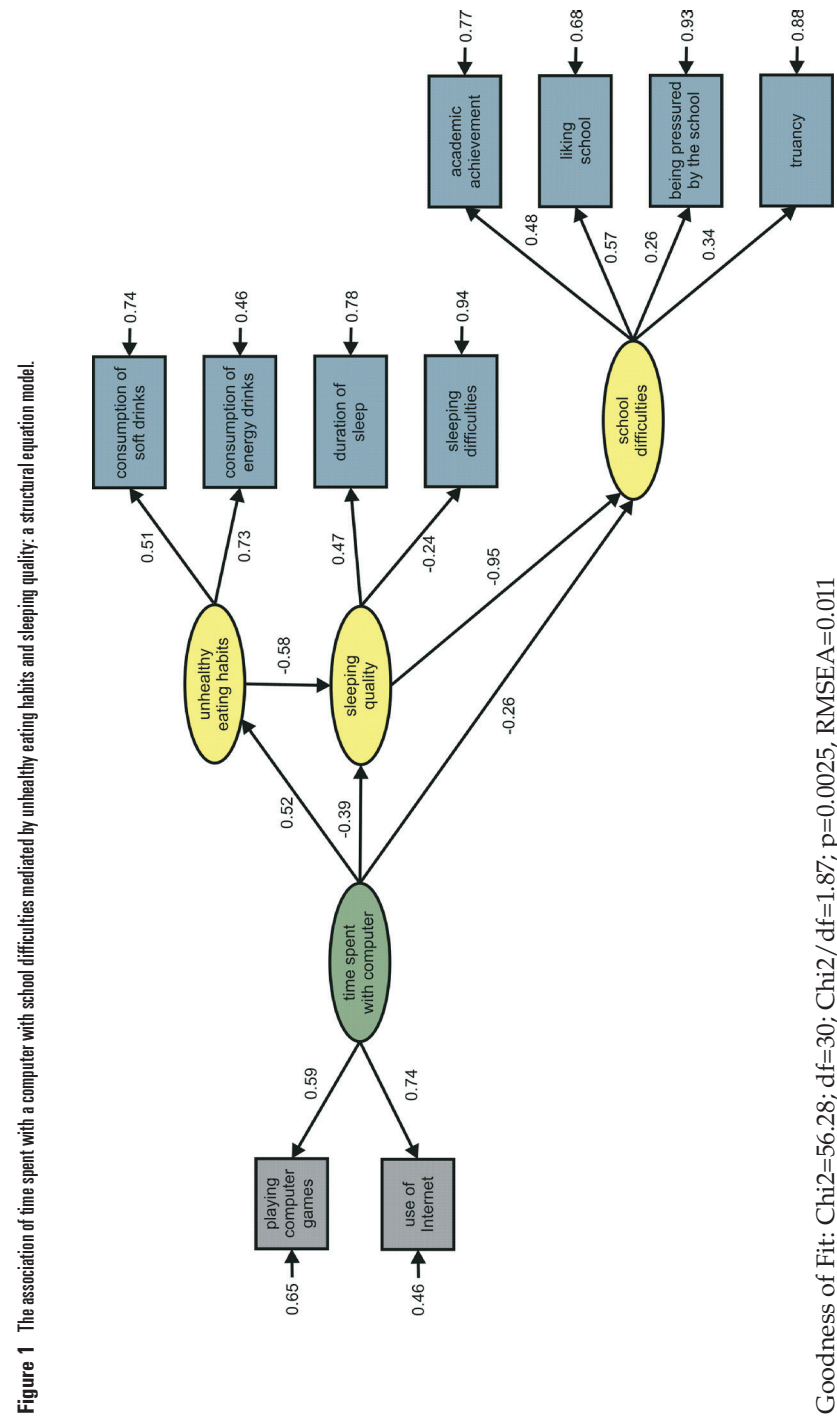 Figure 1 The association of time spent with a computer with school difficulties mediated by unhealthy eating habits and sleeping quality: a structural equation model.
0.65
playing
computer
games
0.46
use of
Internet
0.59
0.74
time spent
with computer
0.52
-0.39
-0.26
unhealthy
eating habits
-0.58
sleeping
quality
0.51
0.73
0.47
-0.24
-0.95
consumption of
soft drinks
0.74
consumption of
energy drinks
0.46
duration of
sleep
0.78
sleeping
difficulties
0.94
school
difficulties
0.48
0.57
0.26
0.34
academic
achievement
0.77
liking
school
0.68
being pressured
by the school
0.93
truancy
0.88
Goodness of Fit: Chi2=56.28; df=30; Chi2/df=1.87; p=0.0025, RMSEA=0.011